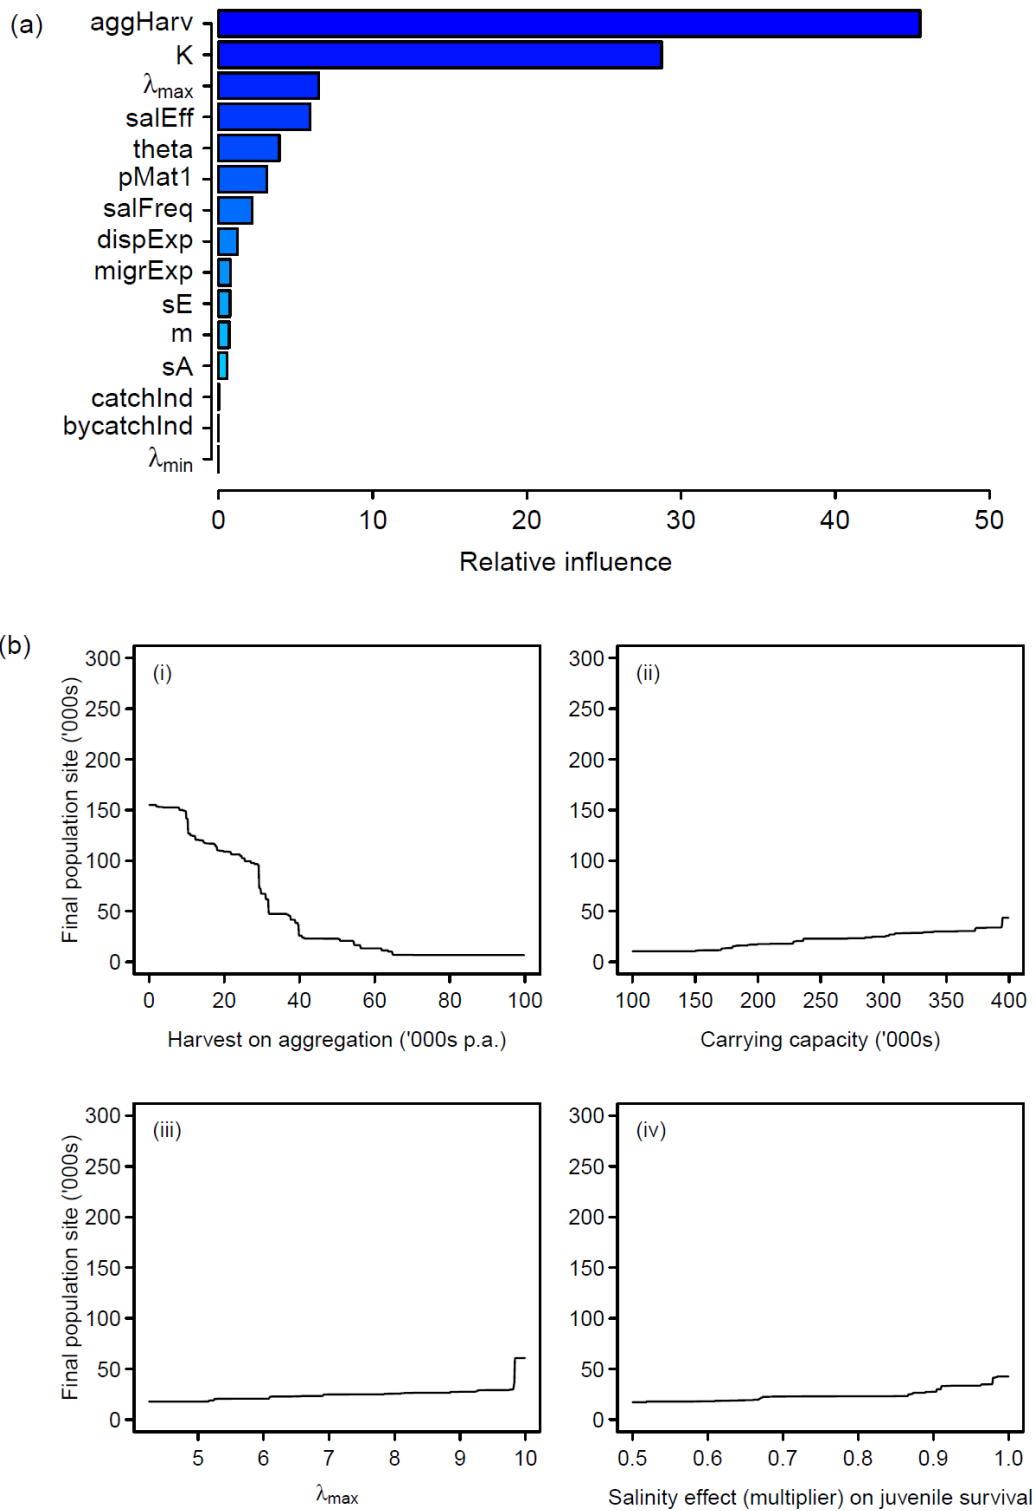 (a)
aggHarv
K
λmax
salEff
theta
pMat1
salFreq
dispExp
migrExp
sE
m
sA
catchInd
bycatchInd
λmin
0 10 20 30 40 50
Relative influence
(b)
(i)
Final population site ('000s)
300
250
200
150
100
50
0
0 20 40 60 80 100
Harvest on aggregation ('000s p.a.)
(ii)
300
250
200
150
100
50
0
100 150 200 250 300 350 400
Carrying capacity ('000s)
(iii)
Final population site ('000s)
300
250
200
150
100
50
0
5 6 7 8 9 10
λmax
(iv)
300
250
200
150
100
50
0
0.5 0.6 0.7 0.8 0.9 1.0
Salinity effect (multiplier) on juvenile survival